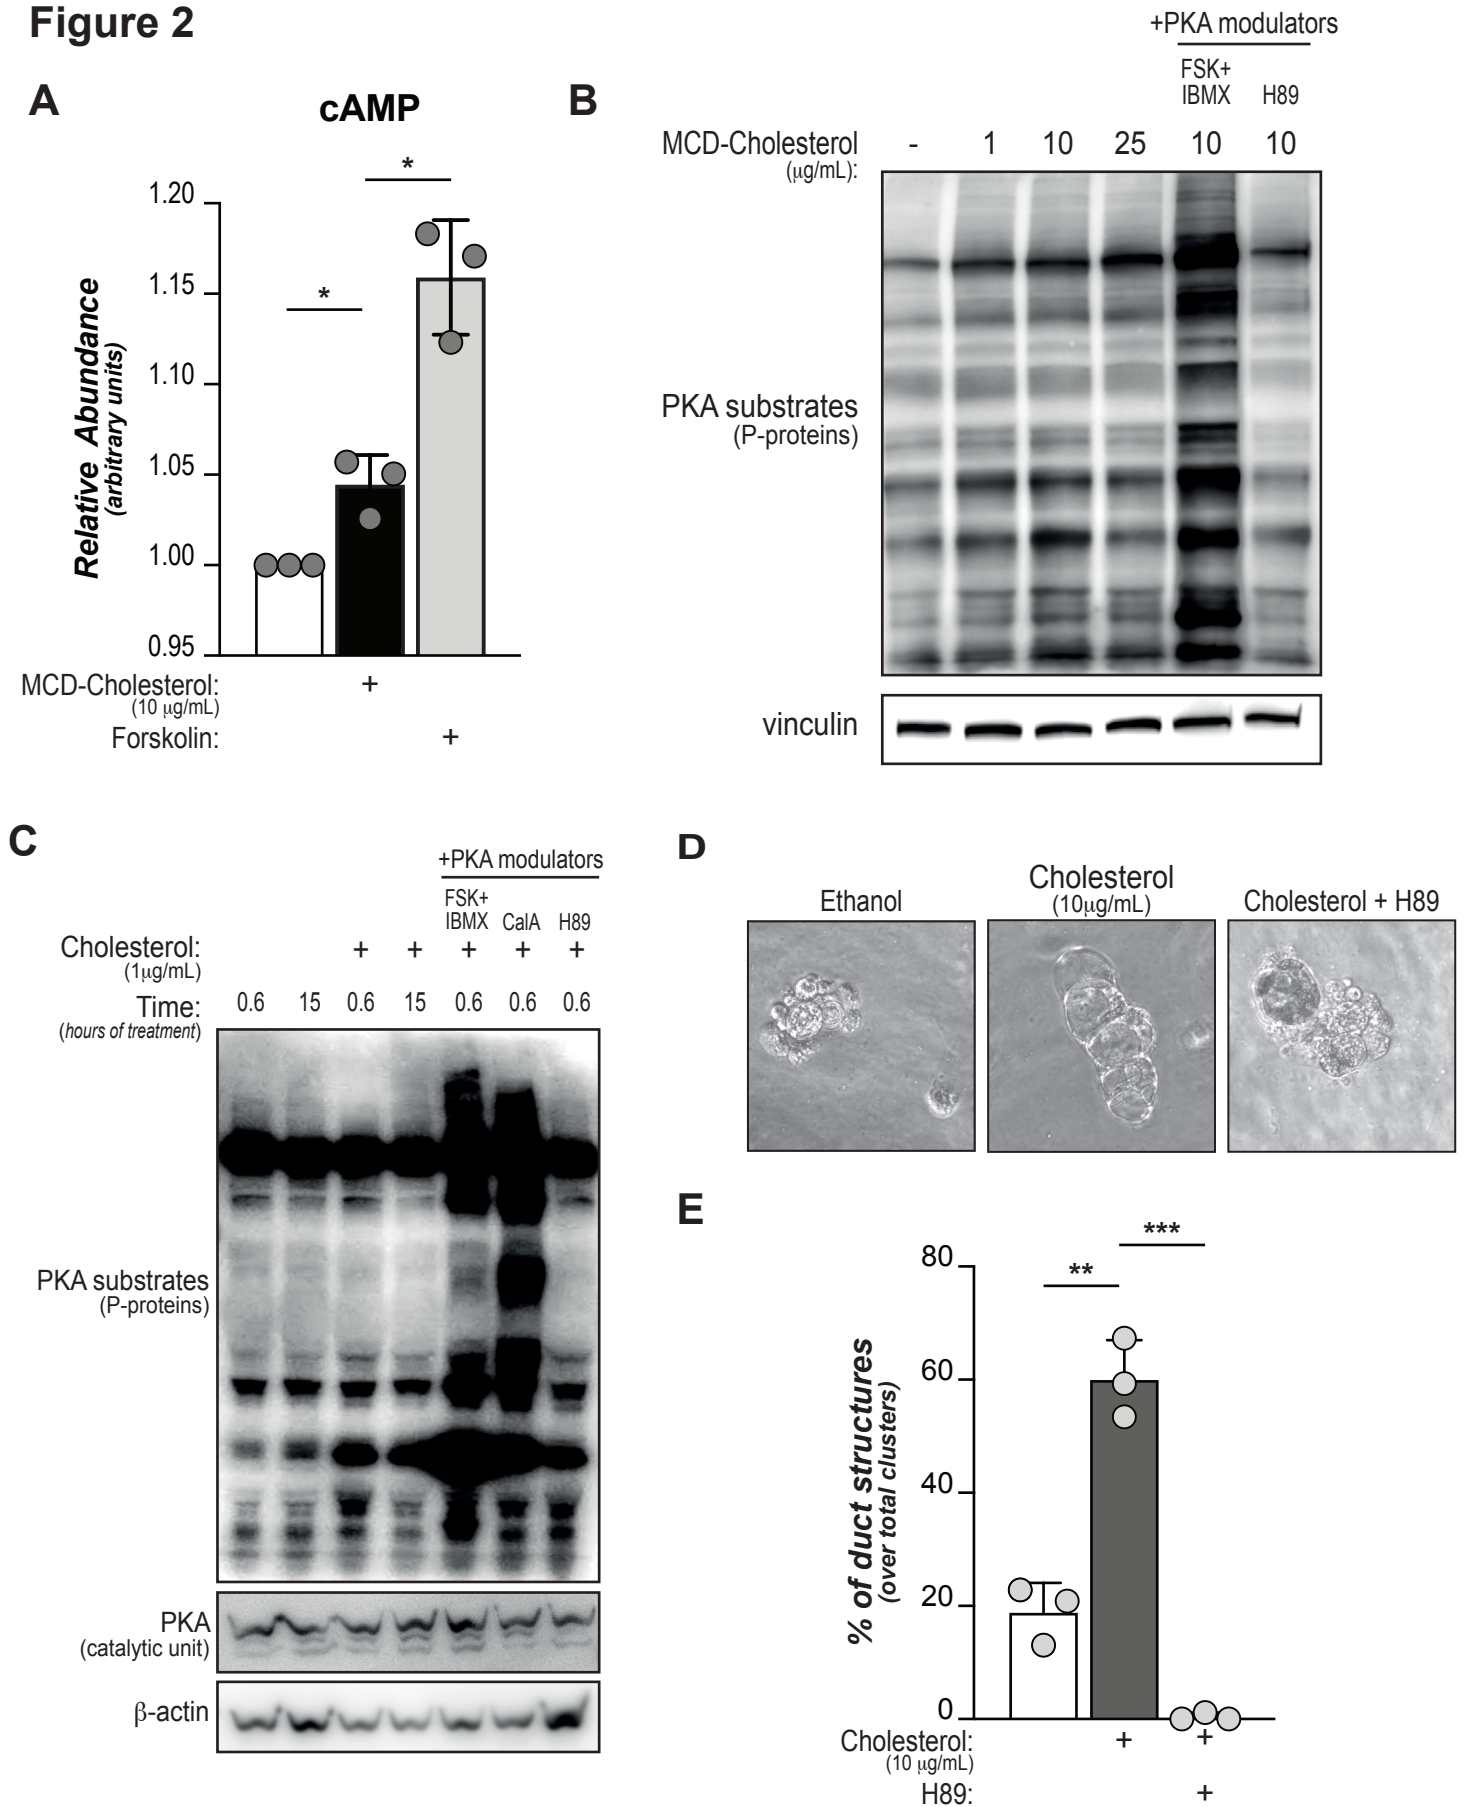 Figure 2
A
cAMP
*
*
1.20
1.15
1.10
1.05
1.00
0.95
Relative Abundance
(arbitrary units)
MCD-Cholesterol: +
(10 μg/mL)
Forskolin: +
B
+PKA modulators
FSK+
IBMX H89
MCD-Cholesterol - 1 10 25 10 10
(μg/mL):
PKA substrates
(P-proteins)
vinculin
C
+PKA modulators
FSK+
IBMX CalA H89
Cholesterol: + + + + +
(1μg/mL)
Time: 0.6 15 0.6 15 0.6 0.6 0.6
(hours of treatment)
PKA substrates
(P-proteins)
PKA
(catalytic unit)
β-actin
D
Ethanol
Cholesterol
(10μg/mL)
Cholesterol + H89
E
***
**
80
60
40
20
0
% of duct structures
(over total clusters)
Cholesterol: + +
(10 μg/mL)
H89: +